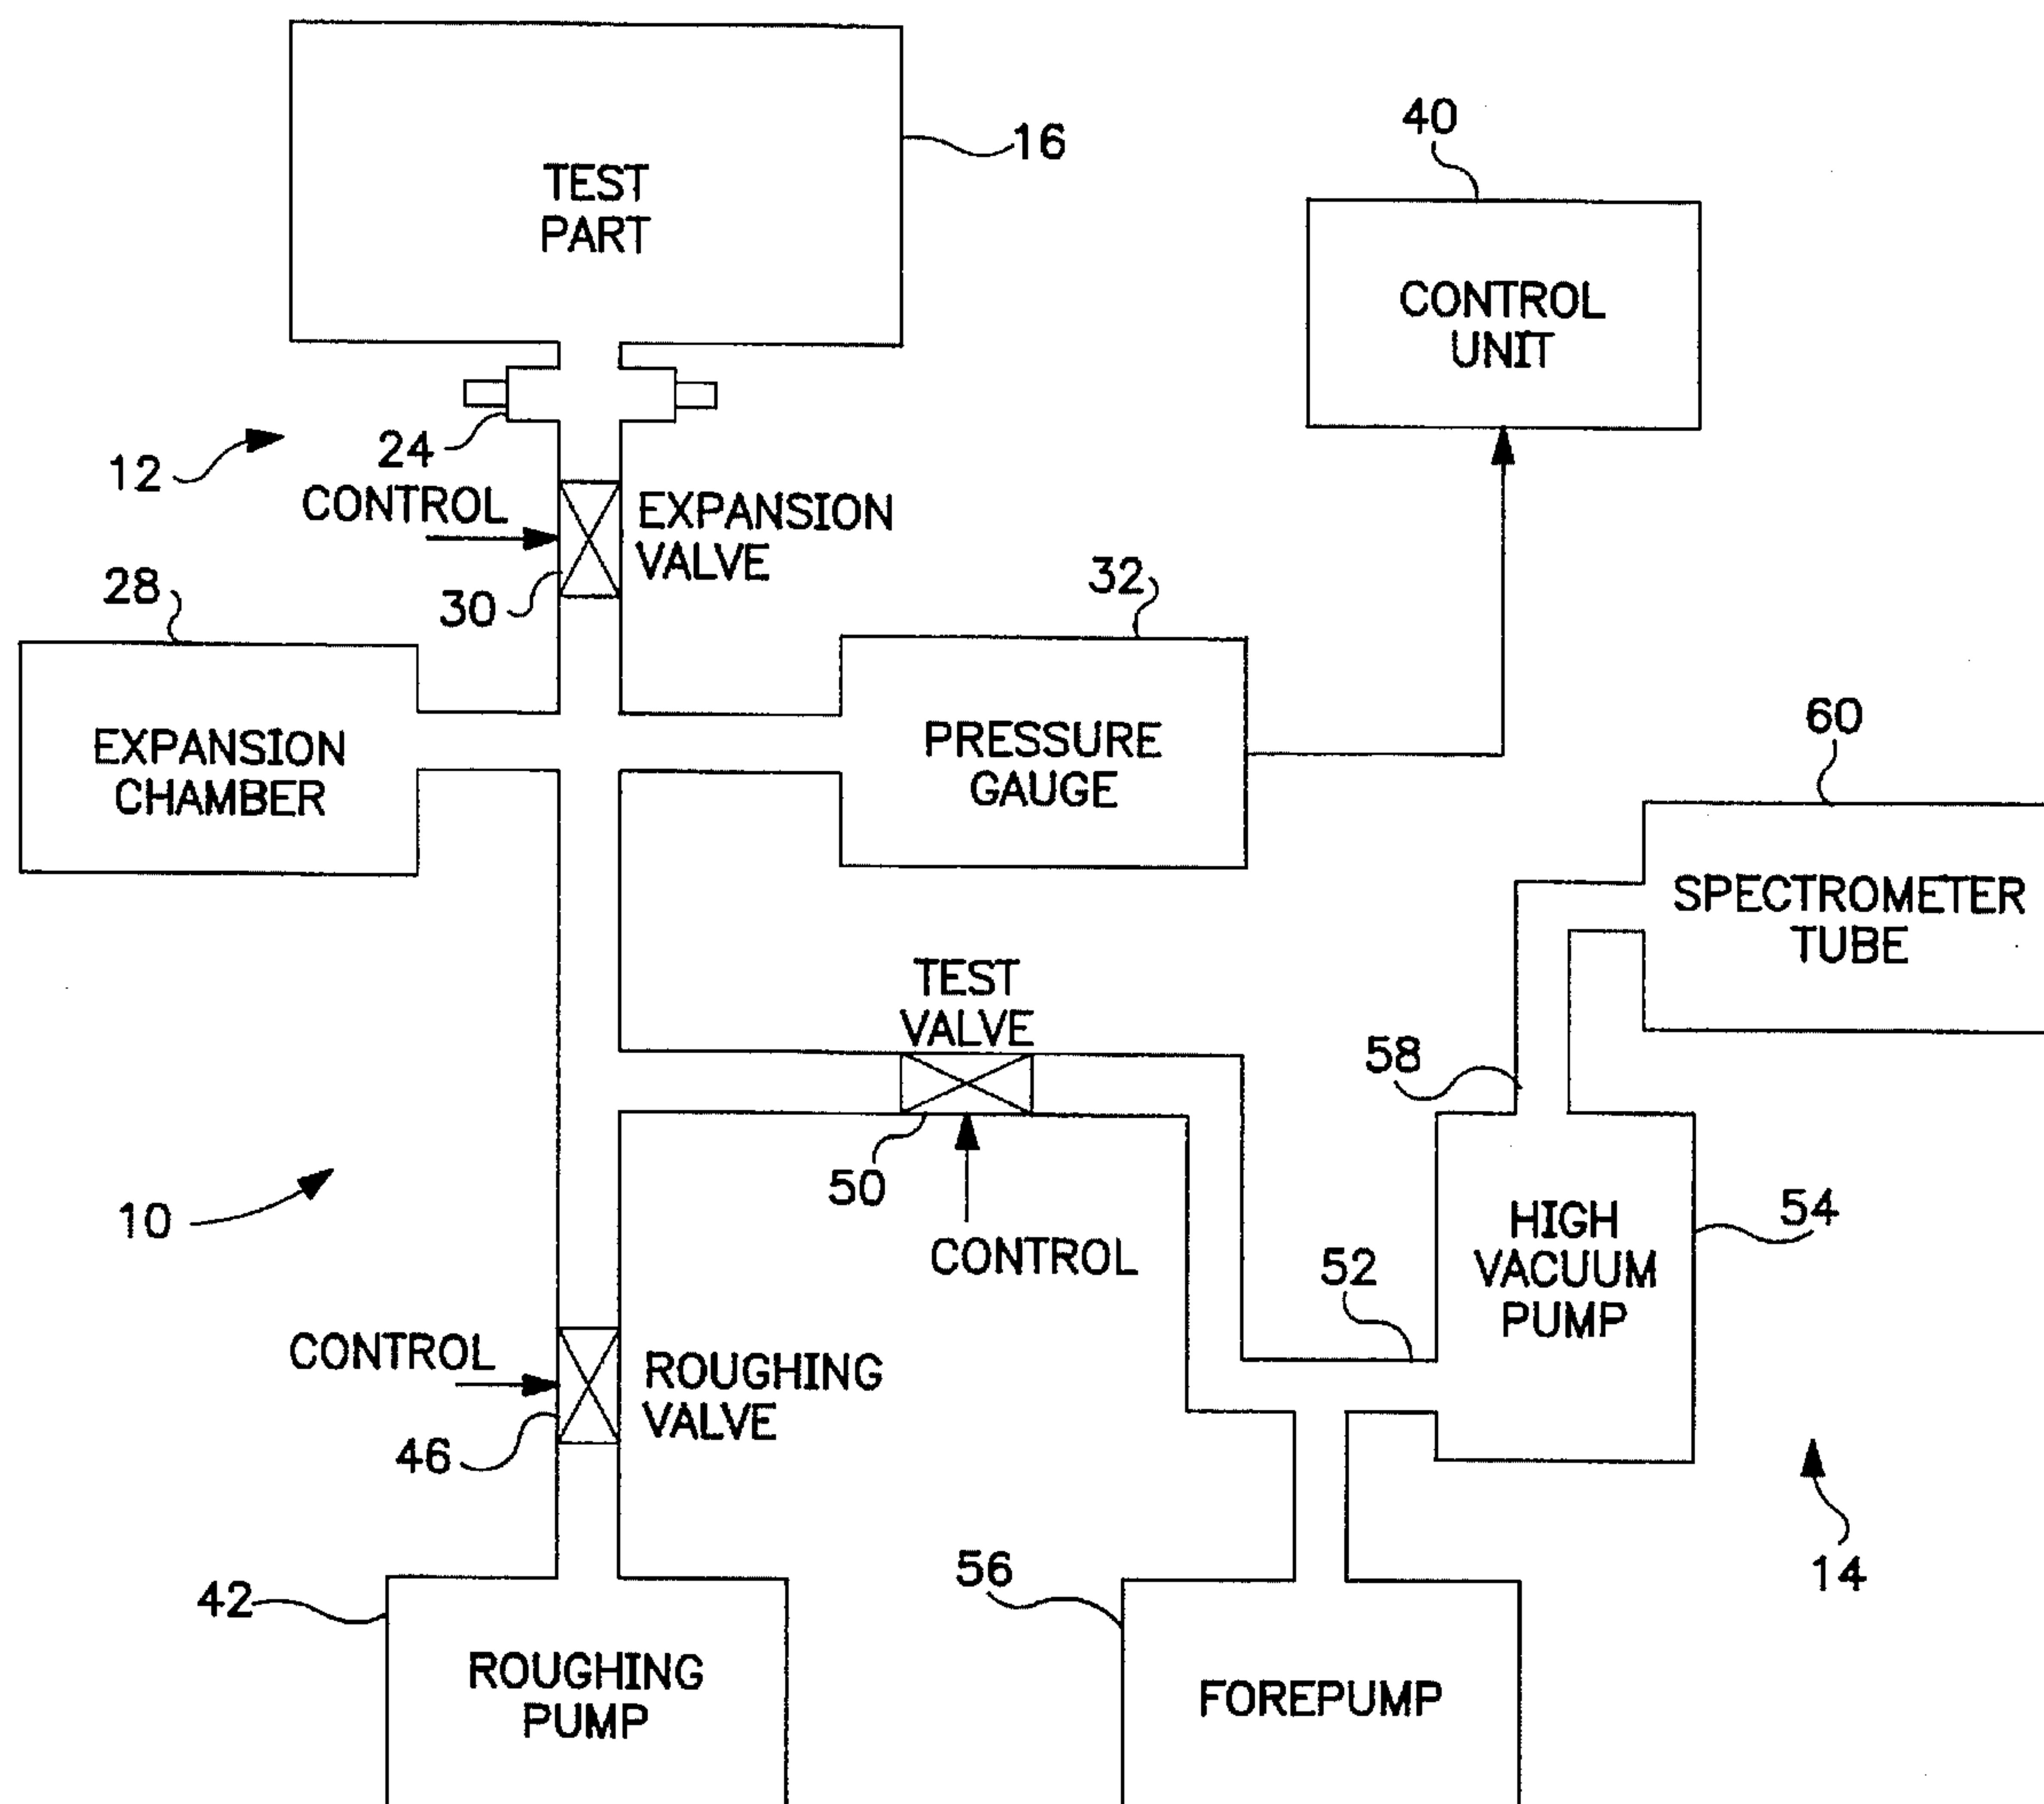 TEST
PART
16
40
CONTROL
UNIT
24
12
CONTROL
EXPANSION
VALVE
30
28
32
EXPANSION
CHAMBER
PRESSURE
GAUGE
60
SPECTROMETER
TUBE
TEST
VALVE
58
50
CONTROL
10
HIGH
VACUUM
PUMP
54
52
CONTROL
ROUGHING
VALVE
46
14
42
56
ROUGHING
PUMP
FOREPUMP